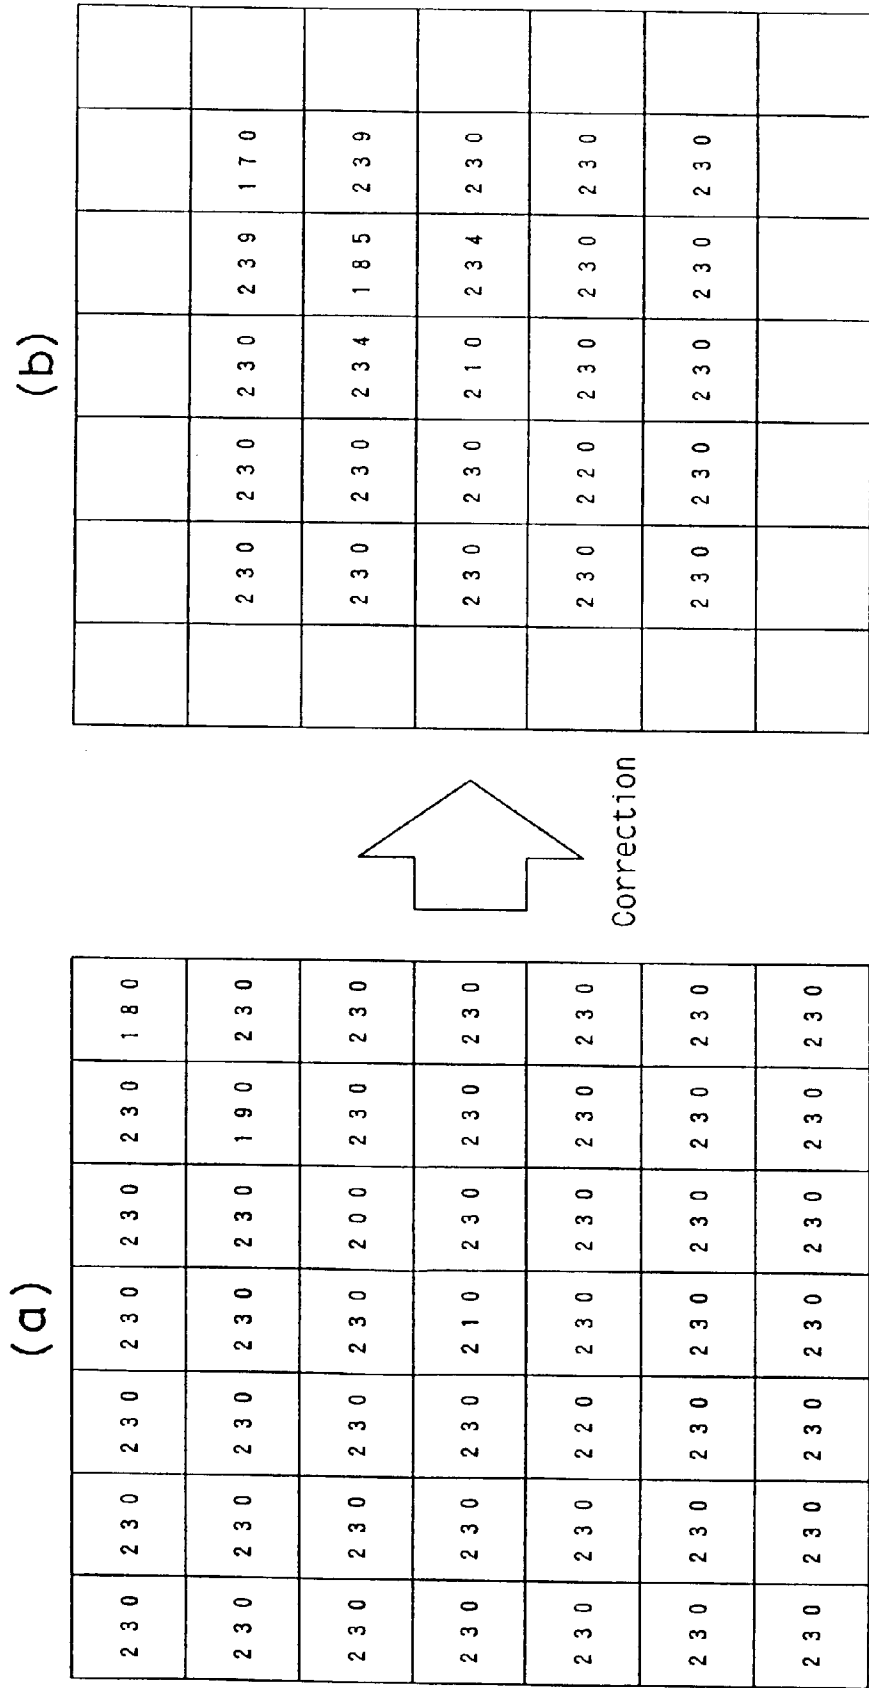 (a)
230 230 230 230 230 230 180
230 230 230 230 230 190 230
230 230 230 230 200 230 230
230 230 230 210 230 230 230
230 230 220 230 230 230 230
230 230 230 230 230 230 230
230 230 230 230 230 230 230
Correction
(b)
230 230 230 239 170
230 230 234 185 239
230 230 210 234 230
230 220 230 230 230
230 230 230 230 230